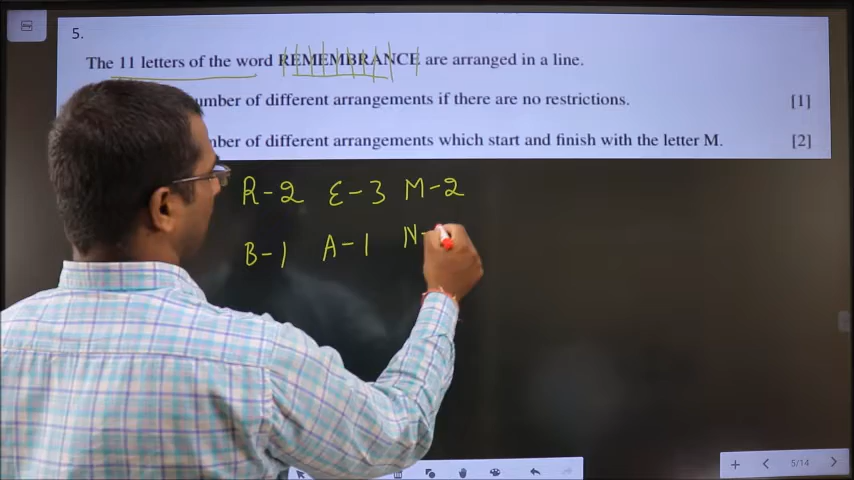 5.
The 11 letters of the word REMEMBRANCE are arranged in a line.
umber of different arrangements if there are no restrictions. [1]
ber of different arrangements which start and finish with the letter M. [2]
R-2 E-3 M-2
B-1 A-1 N-
5/14